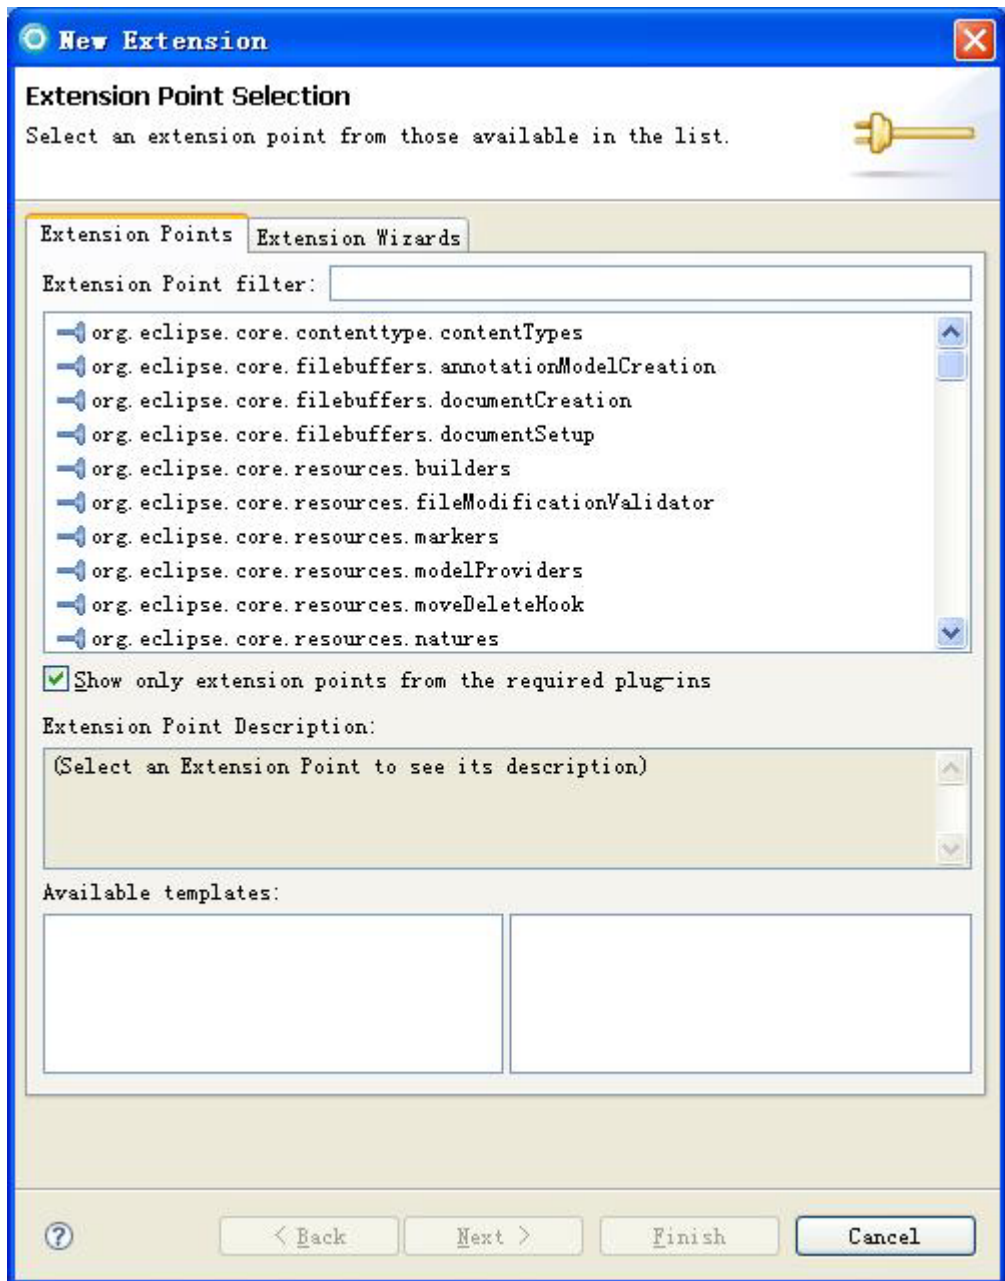 New Extension
Extension Point Selection
Select an extension point from those available in the list.
Extension Points
Extension Wizards
Extension Point filter:
org.eclipse.core.contenttype.contentTypes
org.eclipse.core.filebuffers.annotationModelCreation
org.eclipse.core.filebuffers.documentCreation
org.eclipse.core.filebuffers.documentSetup
org.eclipse.core.resources.builders
org.eclipse.core.resources.fileModificationValidator
org.eclipse.core.resources.markers
org.eclipse.core.resources.modelProviders
org.eclipse.core.resources.moveDeleteHook
org.eclipse.core.resources.natures
Show only extension points from the required plug-ins
Extension Point Description:
(Select an Extension Point to see its description)
Available templates:
? < Back Next > Finish Cancel